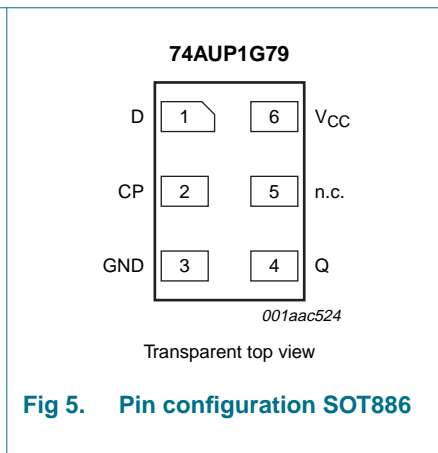 74AUP1G79
D 1 6 VCC
CP 2 5 n.c.
GND 3 4 Q
001aac524
Transparent top view
Fig 5. Pin configuration SOT886